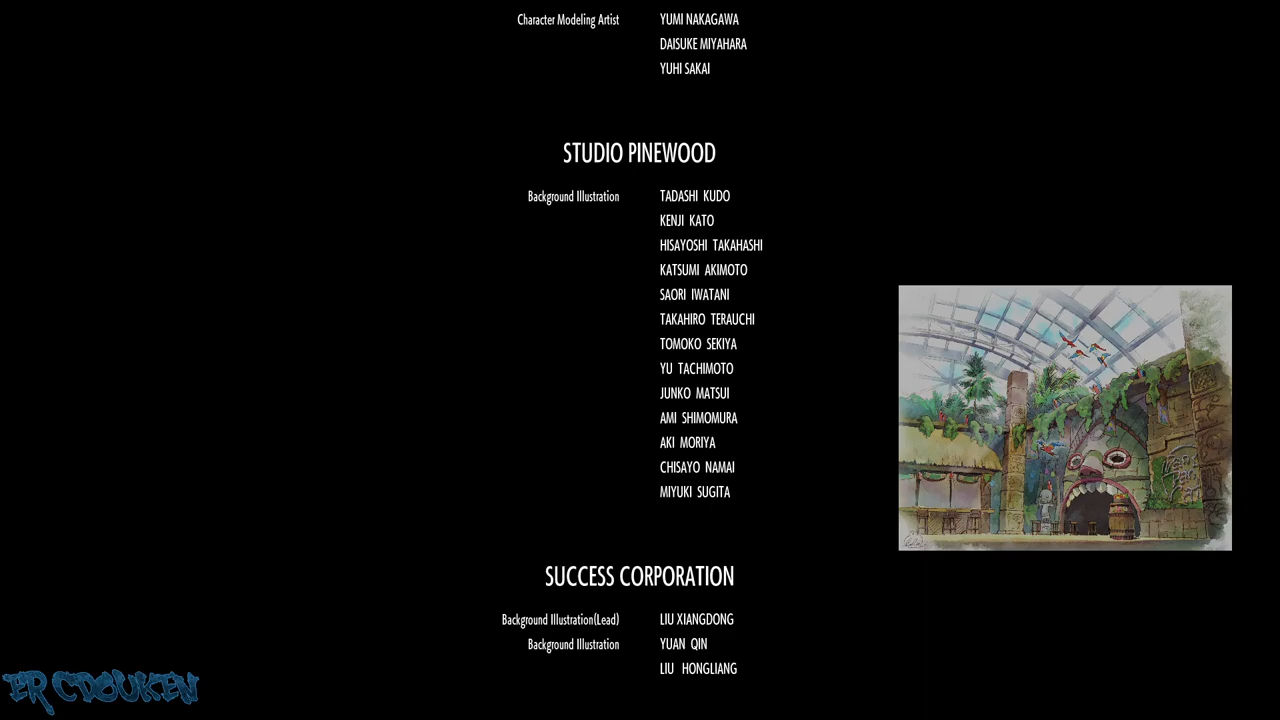 Character Modeling Artist YUMI NAKAGAWA
DAISUKE MIYAHARA
YUHI SAKAI
STUDIO PINEWOOD
Background Illustration TADASHI KUDO
KENJI KATO
HISAYOSHI TAKAHASHI
KATSUMI AKIMOTO
SAORI IWATANI
TAKAHIRO TERAUCHI
TOMOKO SEKIYA
YU TACHIMOTO
JUNKO MATSUI
AMI SHIMOMURA
AKI MORIYA
CHISAYO NAMAI
MIYUKI SUGITA
SUCCESS CORPORATION
Background Illustration(Lead) LIU XIANGDONG
Background Illustration YUAN QIN
LIU HONGLIANG
ER CDOUKEN